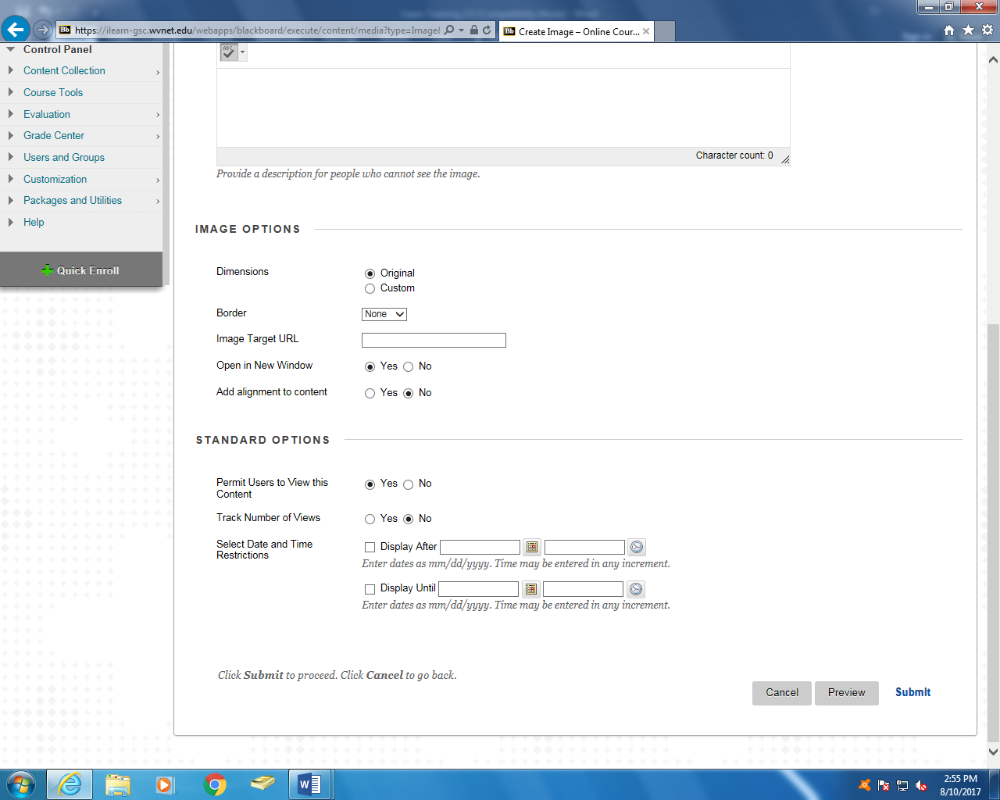 Bb https://ilearn-gsc.wvnet.edu/webapps/blackboard/execute/content/media?type=Image&
Bb Create Image – Online Cour...
Control Panel
Content Collection
Course Tools
Evaluation
Grade Center
Users and Groups
Customization
Packages and Utilities
Help
Quick Enroll
ABC
Character count: 0
Provide a description for people who cannot see the image.
IMAGE OPTIONS
Dimensions
Original
Custom
Border
None
Image Target URL
Open in New Window
Yes No
Add alignment to content
Yes No
STANDARD OPTIONS
Permit Users to View this
Content
Yes No
Track Number of Views
Yes No
Select Date and Time
Restrictions
Display After
Enter dates as mm/dd/yyyy. Time may be entered in any increment.
Display Until
Enter dates as mm/dd/yyyy. Time may be entered in any increment.
Click Submit to proceed. Click Cancel to go back.
Cancel
Preview
Submit
2:55 PM
8/10/2017